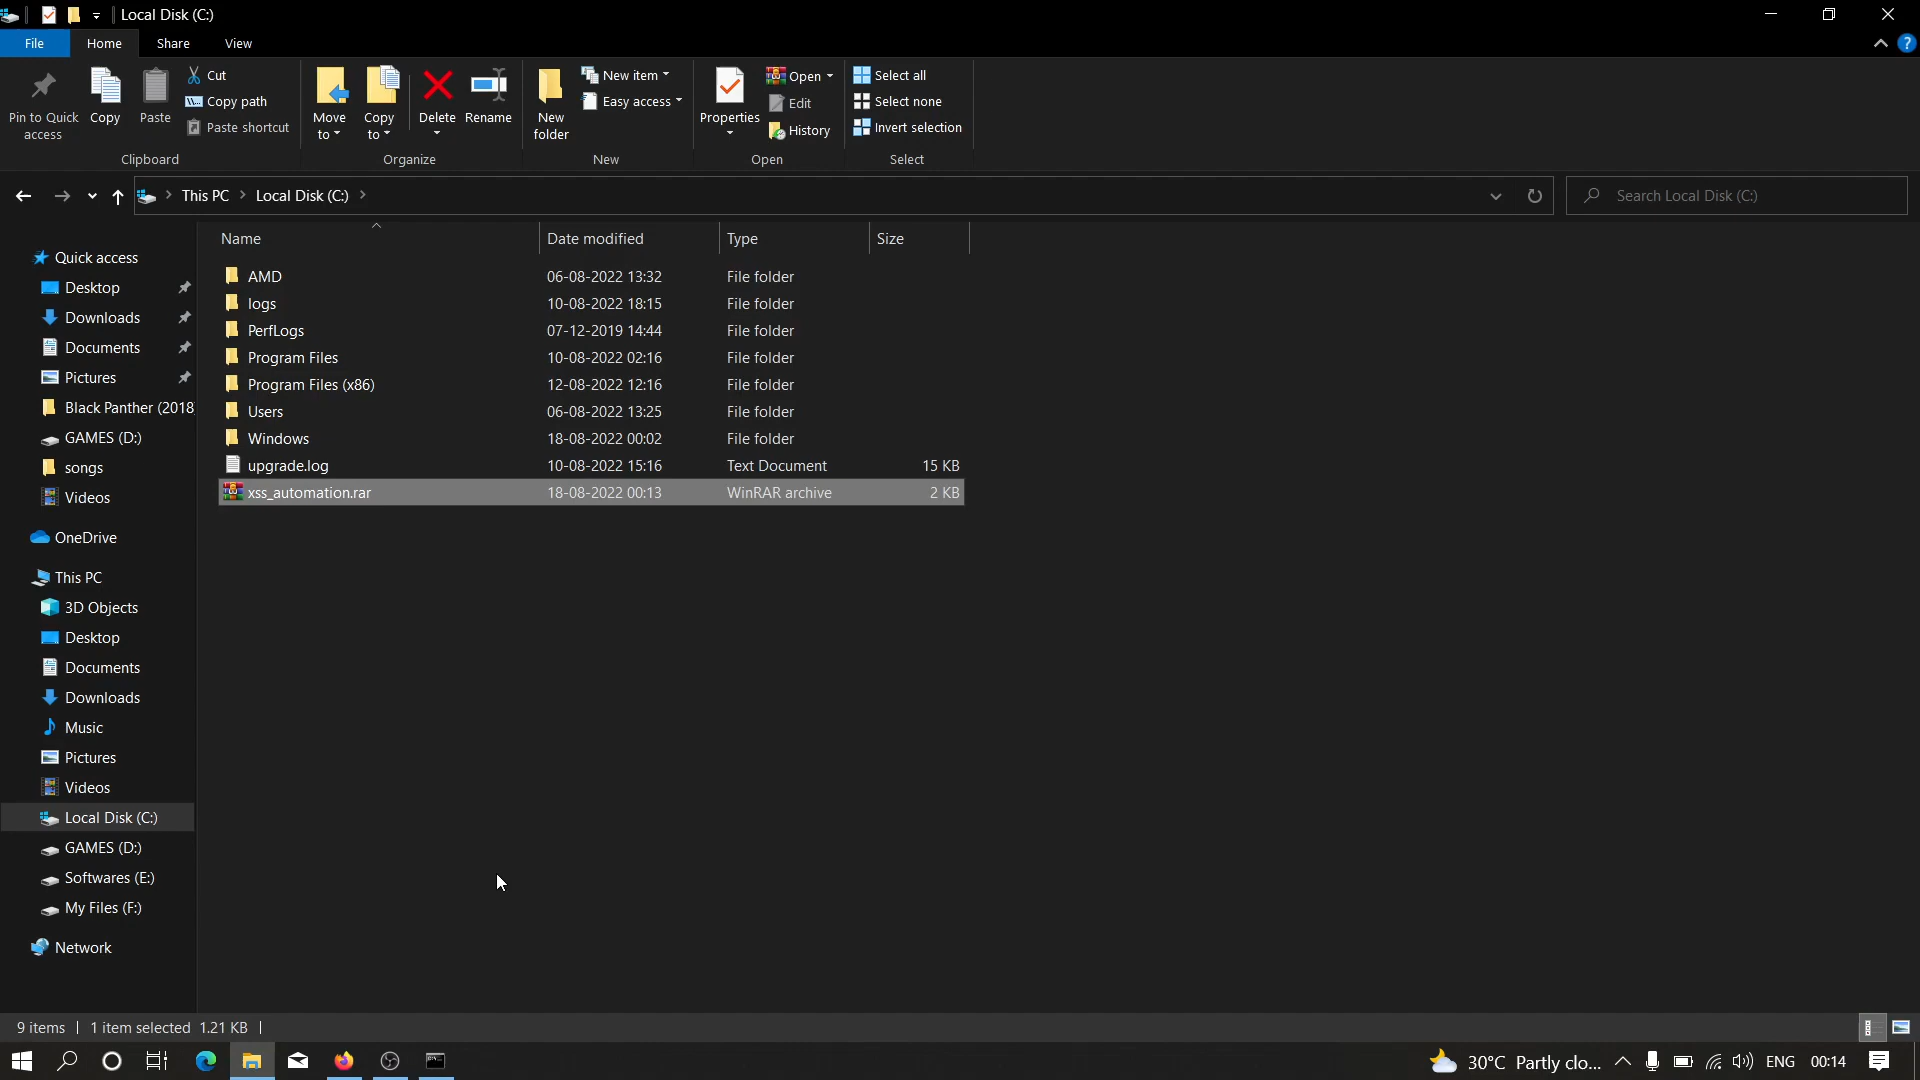 Local Disk (C:)
File
Home
Share
View
Pin to Quick
access
Copy
Paste
Cut
Copy path
Paste shortcut
Clipboard
Move
to
Copy
to
Delete
Rename
Organize
New
folder
New item
Easy access
New
Properties
Open
Edit
History
Open
Select all
Select none
Invert selection
Select
This PC
Local Disk (C:)
Search Local Disk (C:)
Name Date modified Type Size
AMD 06-08-2022 13:32 File folder
logs 10-08-2022 18:15 File folder
PerfLogs 07-12-2019 14:44 File folder
Program Files 10-08-2022 02:16 File folder
Program Files (x86) 12-08-2022 12:16 File folder
Users 06-08-2022 13:25 File folder
Windows 18-08-2022 00:02 File folder
upgrade.log 10-08-2022 15:16 Text Document 15 KB
xss_automation.rar 18-08-2022 00:13 WinRAR archive 2 KB
Quick access
Desktop
Downloads
Documents
Pictures
Black Panther (2018)
GAMES (D:)
songs
Videos
OneDrive
This PC
3D Objects
Desktop
Documents
Downloads
Music
Pictures
Videos
Local Disk (C:)
GAMES (D:)
Softwares (E:)
My Files (F:)
Network
9 items
1 item selected 1.21 KB
30°C Partly clo...
ENG
00:14